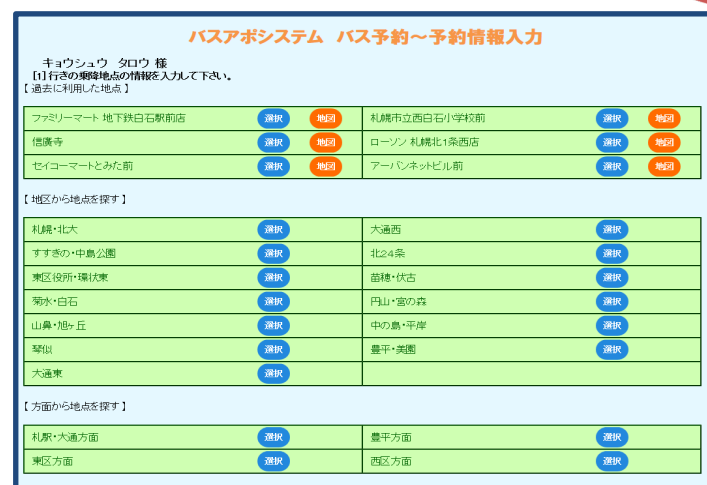 バスアポシステム バス予約～予約情報入力
キョウシュウ タロウ 様
[1]行きの乗降地点の情報を入力して下さい。
【過去に利用した地点】
ファミリーマート 地下鉄白石駅前店 選択 地図 札幌市立西白石小学校前 選択 地図
信廣寺 選択 地図 ローソン 札幌北1条西店 選択 地図
セイコーマートとみた前 選択 地図 アーバンネットビル前 選択 地図
【地区から地点を探す】
札幌・北大 選択 大通西 選択
すすきの・中島公園 選択 北24条 選択
東区役所・環状東 選択 苗穂・伏古 選択
菊水・白石 選択 円山・宮の森 選択
山鼻・旭ヶ丘 選択 中の島・平岸 選択
琴似 選択 豊平・美園 選択
大通東 選択
【方面から地点を探す】
札駅・大通方面 選択 豊平方面 選択
東区方面 選択 西区方面 選択